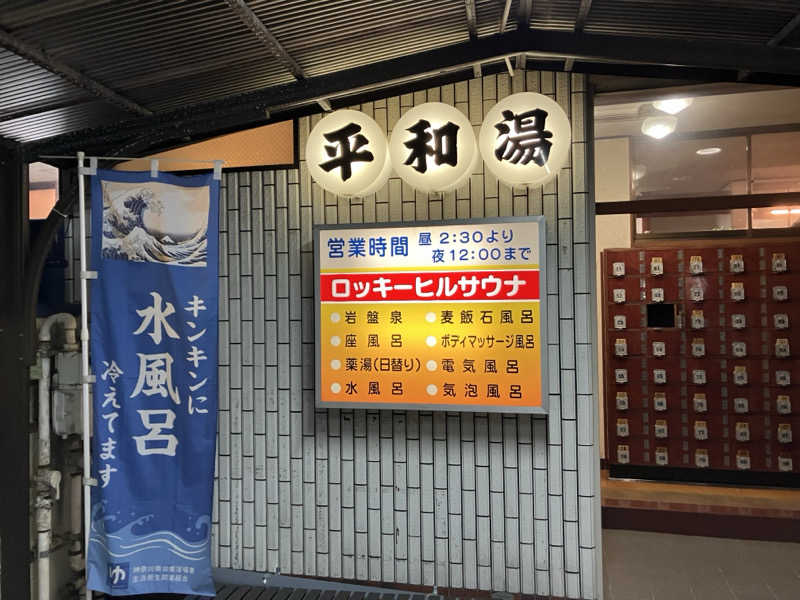 平和湯
営業時間 昼 2:30より
夜12:00まで
ロッキーヒルサウナ
岩盤泉
麦飯石風呂
座風呂
ボディマッサージ風呂
薬湯(日替り)
電気風呂
水風呂
気泡風呂
キンキンに
水風呂
冷えてます
ゆ